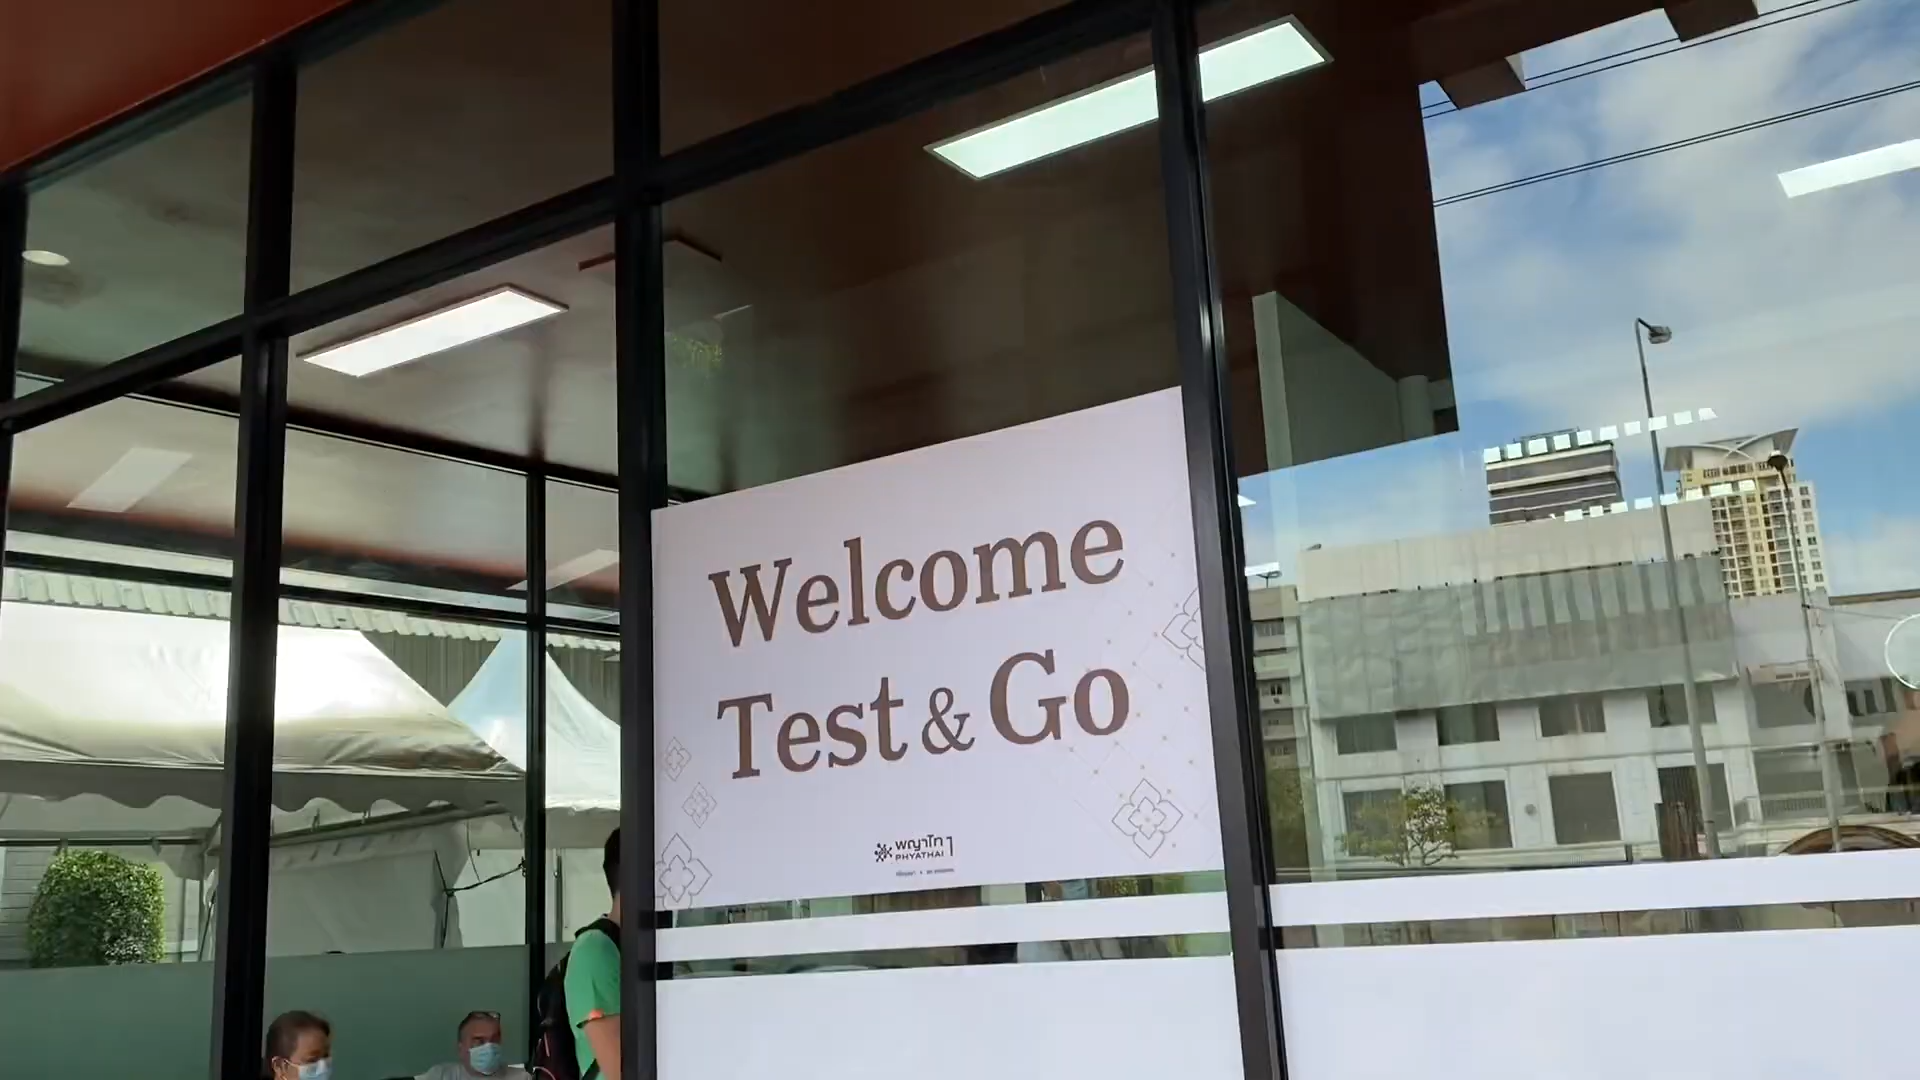 Welcome
Test & Go
พญาไท 1
PHYATHAI